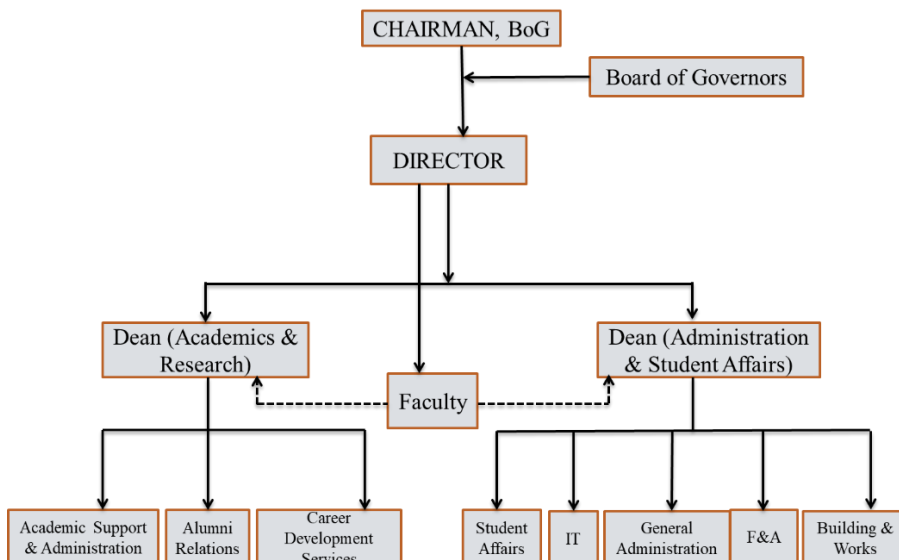 CHAIRMAN, BoG
Board of Governors
DIRECTOR
Dean (Academics &
Research)
Dean (Administration
& Student Affairs)
Faculty
Academic Support
& Administration
Alumni
Relations
Career
Development
Services
Student
Affairs
IT
General
Administration
F&A
Building &
Works